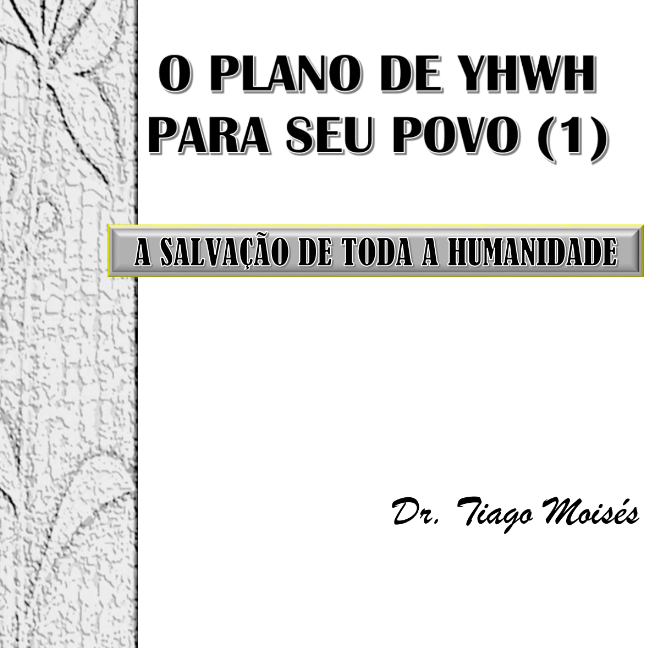 O PLANO DE YHWH
PARA SEU POVO (1)
A SALVAÇÃO DE TODA A HUMANIDADE
Dr. Tiago Moisés